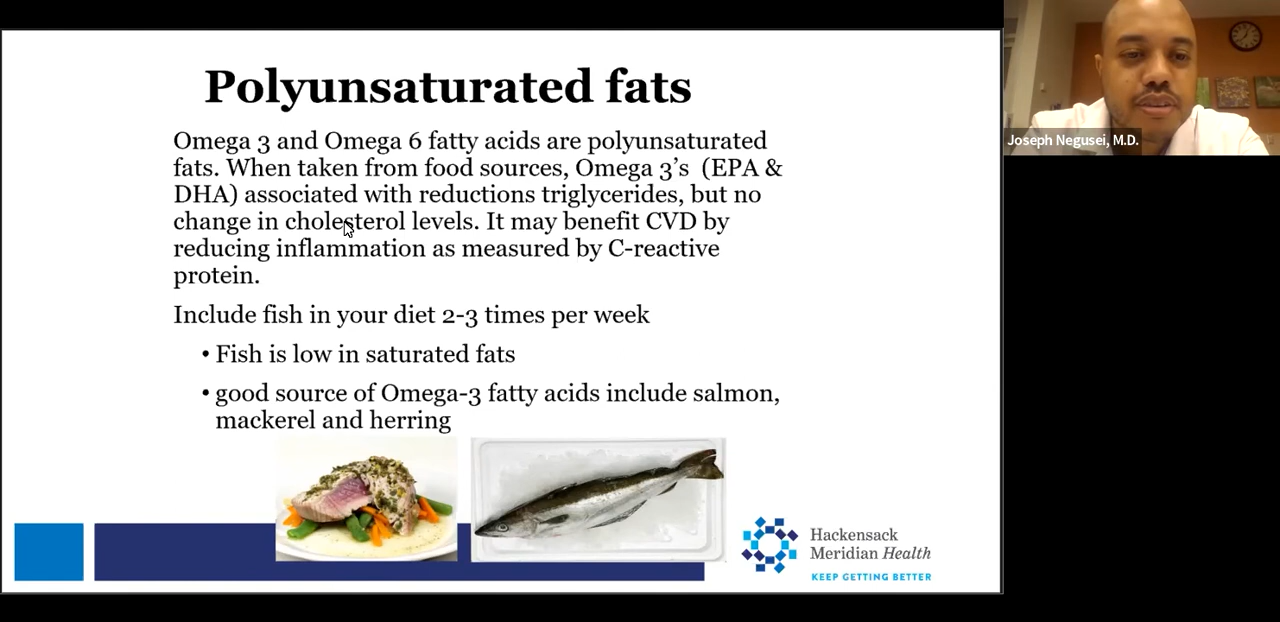 Polyunsaturated fats
Omega 3 and Omega 6 fatty acids are polyunsaturated
fats. When taken from food sources, Omega 3’s  (EPA &
DHA) associated with reductions triglycerides, but no
change in cholesterol levels. It may benefit CVD by
reducing inflammation as measured by C-reactive
protein.
Include fish in your diet 2-3 times per week
• Fish is low in saturated fats
• good source of Omega-3 fatty acids include salmon,
mackerel and herring
Hackensack
Meridian Health
KEEP GETTING BETTER
Joseph Negusei, M.D.